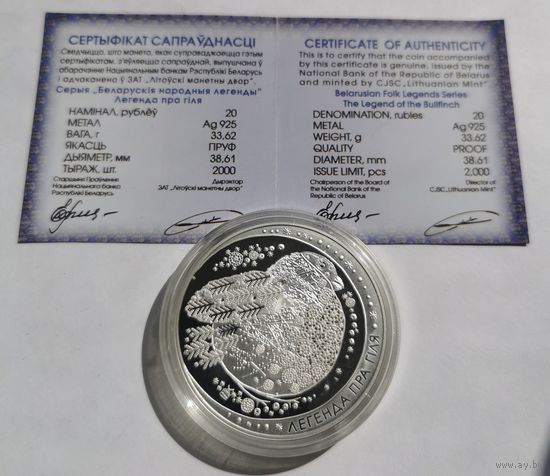 СЕРТЫФІКАТ САПРАЎДНАСЦІ
Сведчыцца, што манета, якая суправаджаецца гэтым
сертыфікатам, з'яўляецца сапраўднай, выпушчана ў
абарачэнне Нацыянальным банкам Рэспублікі Беларусь
і адчаканена ў ЗАТ „Літоўскі манетны двор".
Серыя „Беларускія народныя легенды"
Легенда пра гіля
НАМІНАЛ, рублёў 20
МЕТАЛ Ag 925
ВАГА, г 33,62
ЯКАСЦЬ ПРУФ
ДЫЯМЕТР, мм 38,61
ТЫРАЖ, шт. 2000
Старшыня Праўлення
Нацыянальнага банка
Рэспублікі Беларусь
Дырэктар
ЗАТ „Літоўскі манетны двор"
CERTIFICATE OF AUTHENTICITY
This is to certify that the coin accompanied
by this certificate is genuine, issued by the
National Bank of the Republic of Belarus
and minted by CJSC „Lithuanian Mint"
Belarusian Folk Legends Series
The Legend of the Bullfinch
DENOMINATION, rubles 20
METAL Ag 925
WEIGHT, g 33.62
QUALITY PROOF
DIAMETER, mm 38.61
ISSUE LIMIT, pcs 2,000
Chairperson of the Board of
the National Bank of the
Republic of Belarus
Director of
CJSC „Lithuanian Mint"
ЛЕГЕНДА ПРА ГІЛЯ
www.ay.by